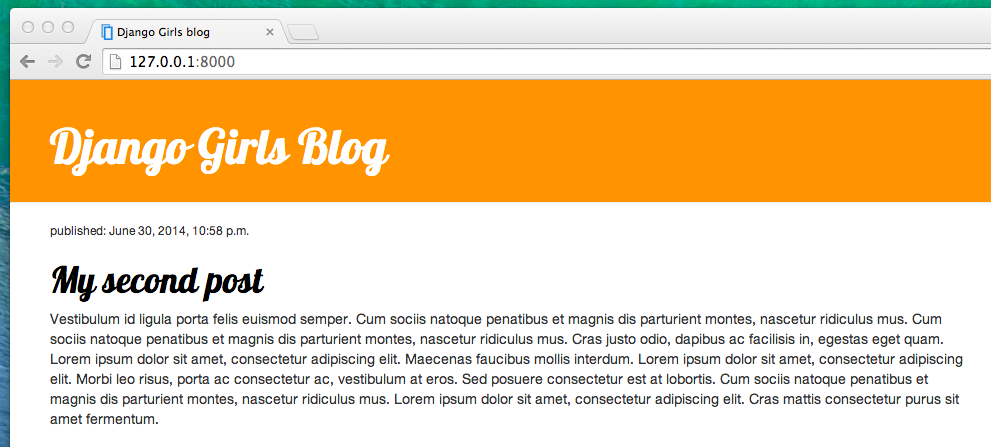 Django Girls blog
127.0.0.1:8000
Django Girls Blog
published: June 30, 2014, 10:58 p.m.
My second post
Vestibulum id ligula porta felis euismod semper. Cum sociis natoque penatibus et magnis dis parturient montes, nascetur ridiculus mus. Cum
sociis natoque penatibus et magnis dis parturient montes, nascetur ridiculus mus. Cras justo odio, dapibus ac facilisis in, egestas eget quam.
Lorem ipsum dolor sit amet, consectetur adipiscing elit. Maecenas faucibus mollis interdum. Lorem ipsum dolor sit amet, consectetur adipiscing
elit. Morbi leo risus, porta ac consectetur ac, vestibulum at eros. Sed posuere consectetur est at lobortis. Cum sociis natoque penatibus et
magnis dis parturient montes, nascetur ridiculus mus. Lorem ipsum dolor sit amet, consectetur adipiscing elit. Cras mattis consectetur purus sit
amet fermentum.